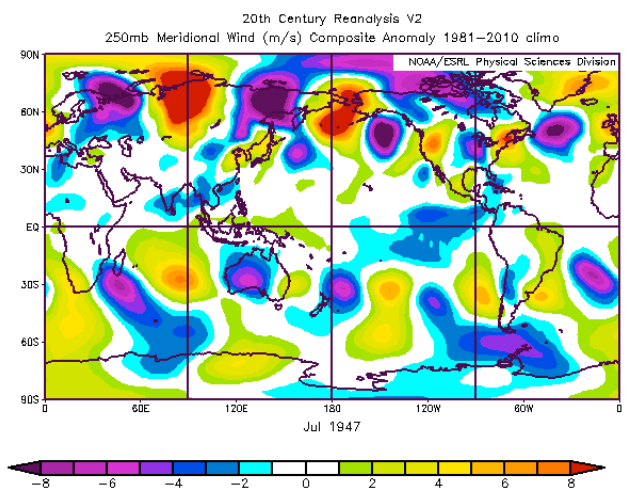 20th Century Reanalysis V2
250mb Meridional Wind (m/s) Composite Anomaly 1981–2010 climo
90N
NOAA/ESRL Physical Sciences Division
60N
30N
EQ
30S
60S
90S
0 60E 120E 180 120W 60W 0
Jul 1947
−8 −6 −4 −2 0 2 4 6 8